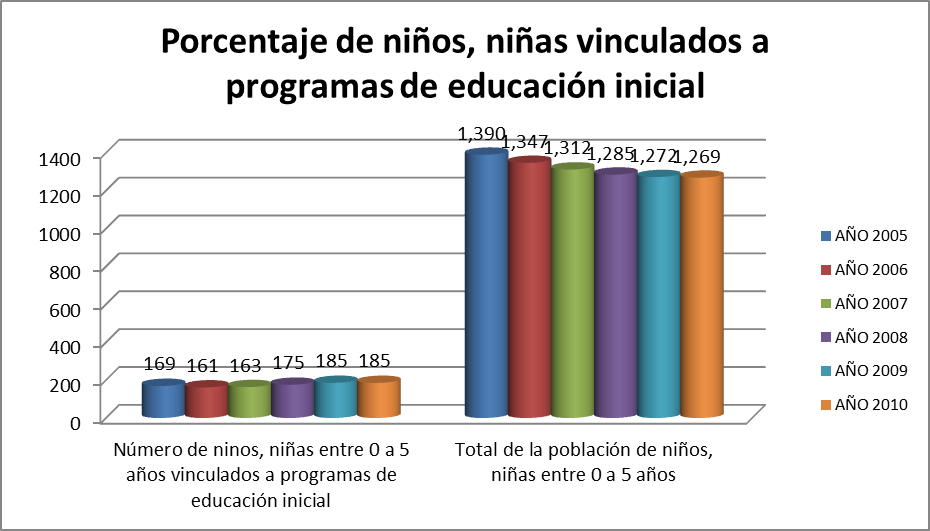 Porcentaje de niños, niñas vinculados a
programas de educación inicial
1400
1200
1000
800
600
400
200
0
169
161
163
175
185
185
1,390
1,347
1,312
1,285
1,272
1,269
Número de ninos, niñas entre 0 a 5
años vinculados a programas de
educación inicial
Total de la población de niños,
niñas entre 0 a 5 años
AÑO 2005
AÑO 2006
AÑO 2007
AÑO 2008
AÑO 2009
AÑO 2010